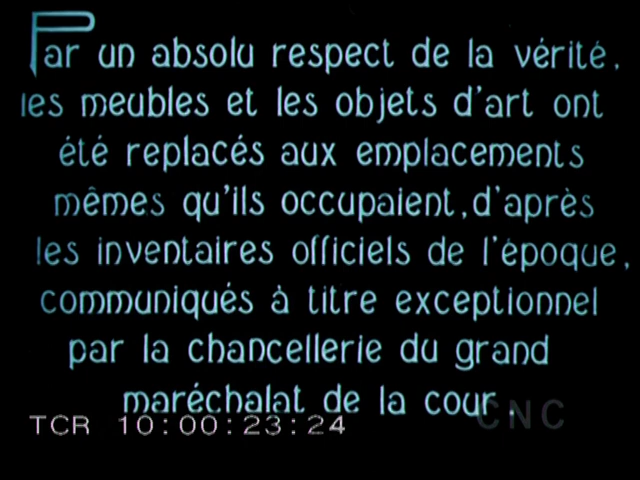 Par un absolu respect de la vérité,
les meubles et les objets d'art ont
été replacés aux emplacements
mêmes qu'ils occupaient, d'après
les inventaires officiels de l'époque,
communiqués à titre exceptionnel
par la chancellerie du grand
maréchalat de la cour.
TCR 10:00:23:24
CNC